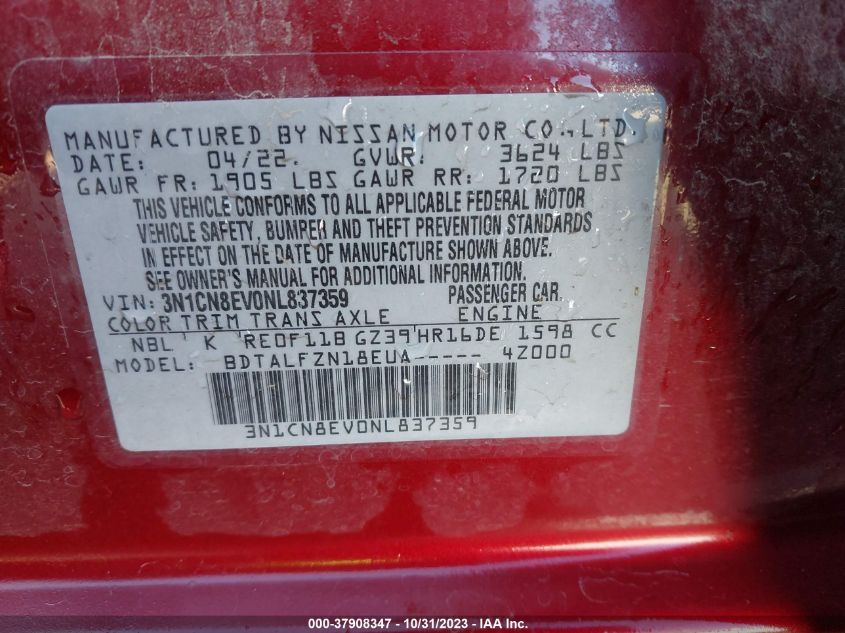 MANUFACTURED BY NISSAN MOTOR CO., LTD.
DATE: 04/22. GVWR: 3624 LBS
GAWR FR: 1905 LBS GAWR RR: 1720 LBS
THIS VEHICLE CONFORMS TO ALL APPLICABLE FEDERAL MOTOR
VEHICLE SAFETY, BUMPER AND THEFT PREVENTION STANDARDS
IN EFFECT ON THE DATE OF MANUFACTURE SHOWN ABOVE.
SEE OWNER'S MANUAL FOR ADDITIONAL INFORMATION.
VIN: 3N1CN8EV0NL837359 PASSENGER CAR
COLOR TRIM TRANS AXLE ENGINE
NBL K RE0F11B GZ39 HR16DE 1598 CC
MODEL: BDTALFZN18EUA---- 4Z000
3N1CN8EV0NL837359
000-37908347 - 10/31/2023 - © IAA, LLC